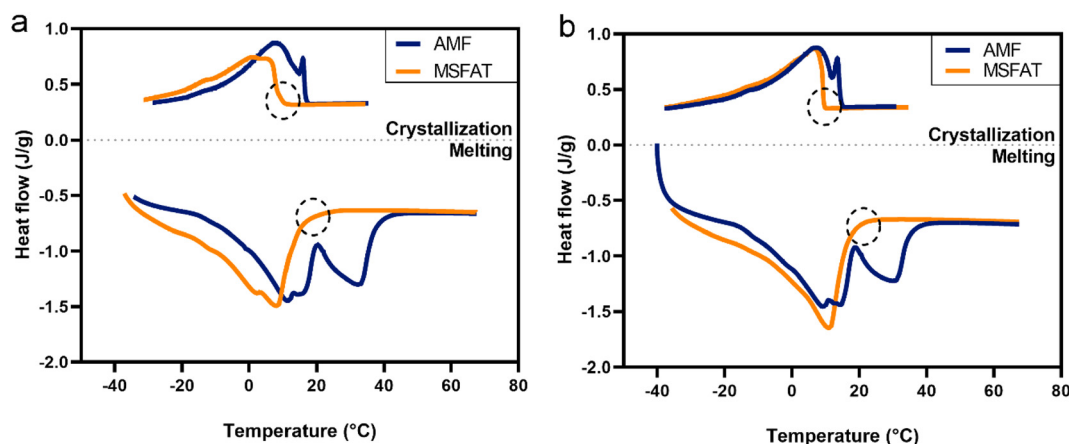 a
1.0
0.5
0.0
-0.5
-1.0
-1.5
-2.0
Heat flow (J/g)
AMF
MSFAT
Crystallization
Melting
-40 -20 0 20 40 60 80
Temperature (°C)
b
1.0
0.5
0.0
-0.5
-1.0
-1.5
-2.0
Heat flow (J/g)
AMF
MSFAT
Crystallization
Melting
-40 -20 0 20 40 60 80
Temperature (°C)